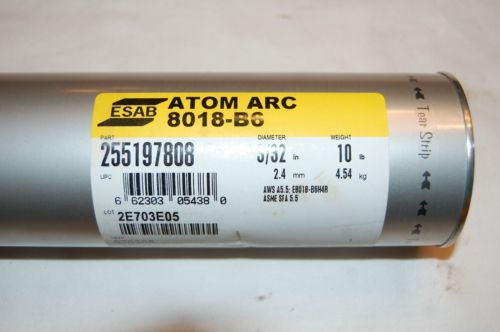 ESAB
ATOM ARC
8018-B6
PART DIAMETER WEIGHT
255197808 3/32 in 10 lb
UPC 2.4 mm 4.54 kg
6 62303 05438 0
AWS A5.5: E8018-B6H4R
ASME SFA 5.5
LOT 2E703E05
Tear Strip